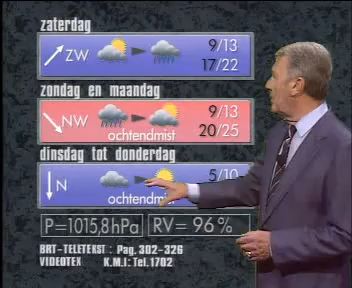 zaterdag
ZW
9/13
17/22
zondag en maandag
NW
ochtendmist
9/13
20/25
dinsdag tot donderdag
N
5/10
P=1015,8hPa RV= 96%
BRT-TELETEKST : Pag. 302-326
VIDEOTEX K.M.I: Tel.1702